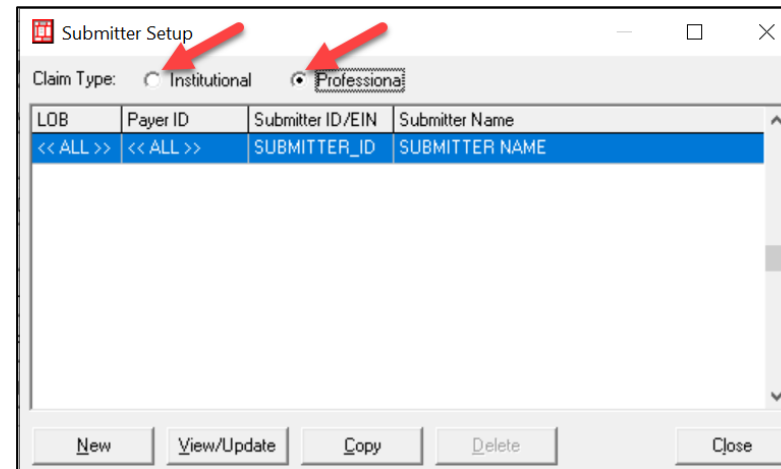 Submitter Setup
Claim Type: Institutional Professional
LOB Payer ID Submitter ID/EIN Submitter Name
<< ALL >> << ALL >> SUBMITTER_ID SUBMITTER NAME
New View/Update Copy Delete Close